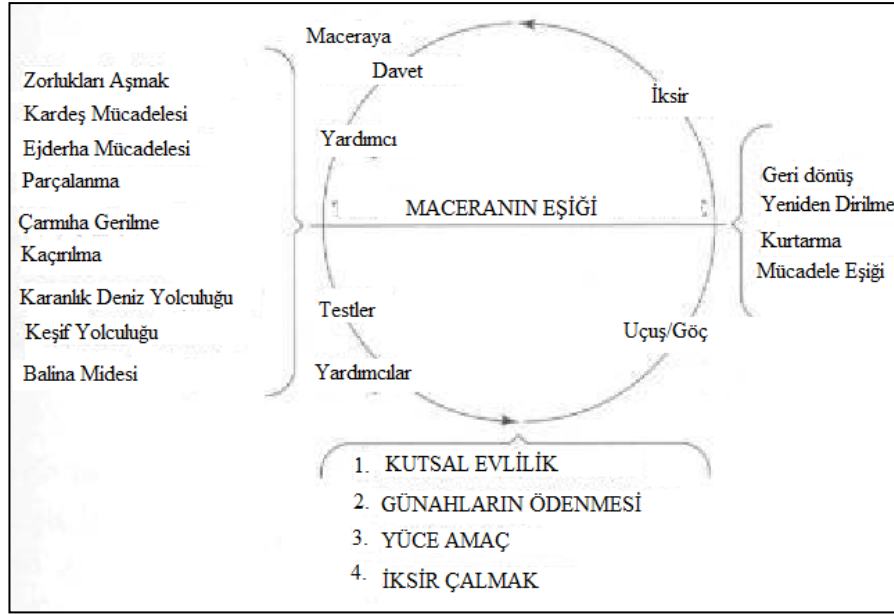 Maceraya
Davet
Yardımcı
İksir
Zorlukları Aşmak
Kardeş Mücadelesi
Ejderha Mücadelesi
Parçalanma
Çarmıha Gerilme
Kaçırılma
Karanlık Deniz Yolculuğu
Keşif Yolculuğu
Balina Midesi
MACERANIN EŞİĞİ
Geri dönüş
Yeniden Dirilme
Kurtarma
Mücadele Eşiği
Testler
Yardımcılar
Uçuş/Göç
1. KUTSAL EVLİLİK
2. GÜNAHLARIN ÖDENMESİ
3. YÜCE AMAÇ
4. İKSİR ÇALMAK